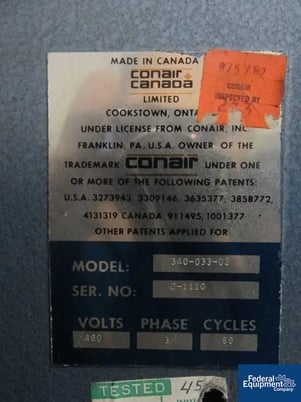 MADE IN CANADA
conair
canada
LIMITED
COOKSTOWN, ONTA
UNDER LICENSE FROM CONAIR, INC.
FRANKLIN, PA. U.S.A. OWNER OF THE
TRADEMARK conair UNDER ONE
OR MORE OF THE FOLLOWING PATENTS:
U.S.A. 3273943, 3309146, 3635377, 3858772,
4131319 CANADA 911495, 1001377
OTHER PATENTS APPLIED FOR
CONAIR
INSPECTED BY
MODEL: 340-033-02
SER. NO: 2-1110
VOLTS PHASE CYCLES
460 3 60
TESTED 45
Federal
Equipment
Company